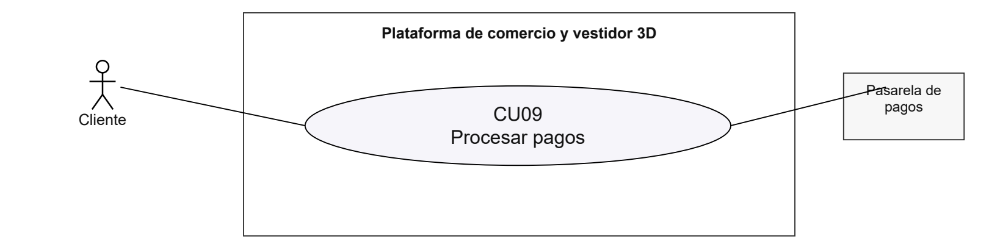 Plataforma de comercio y vestidor 3D
Cliente
CU09
Procesar pagos
Pasarela de
pagos